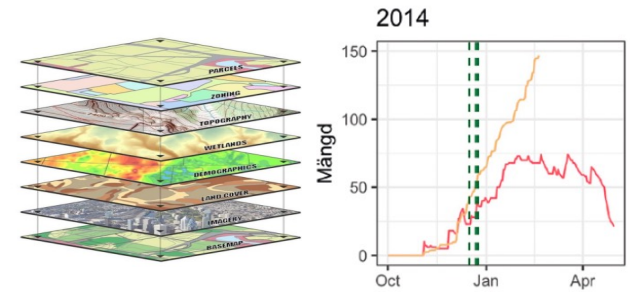 PARCELS
ZONING
TOPOGRAPHY
WETLANDS
DEMOGRAPHICS
LAND COVER
IMAGERY
BASEMAP
2014
Mängd
150
100
50
0
Oct
Jan
Apr